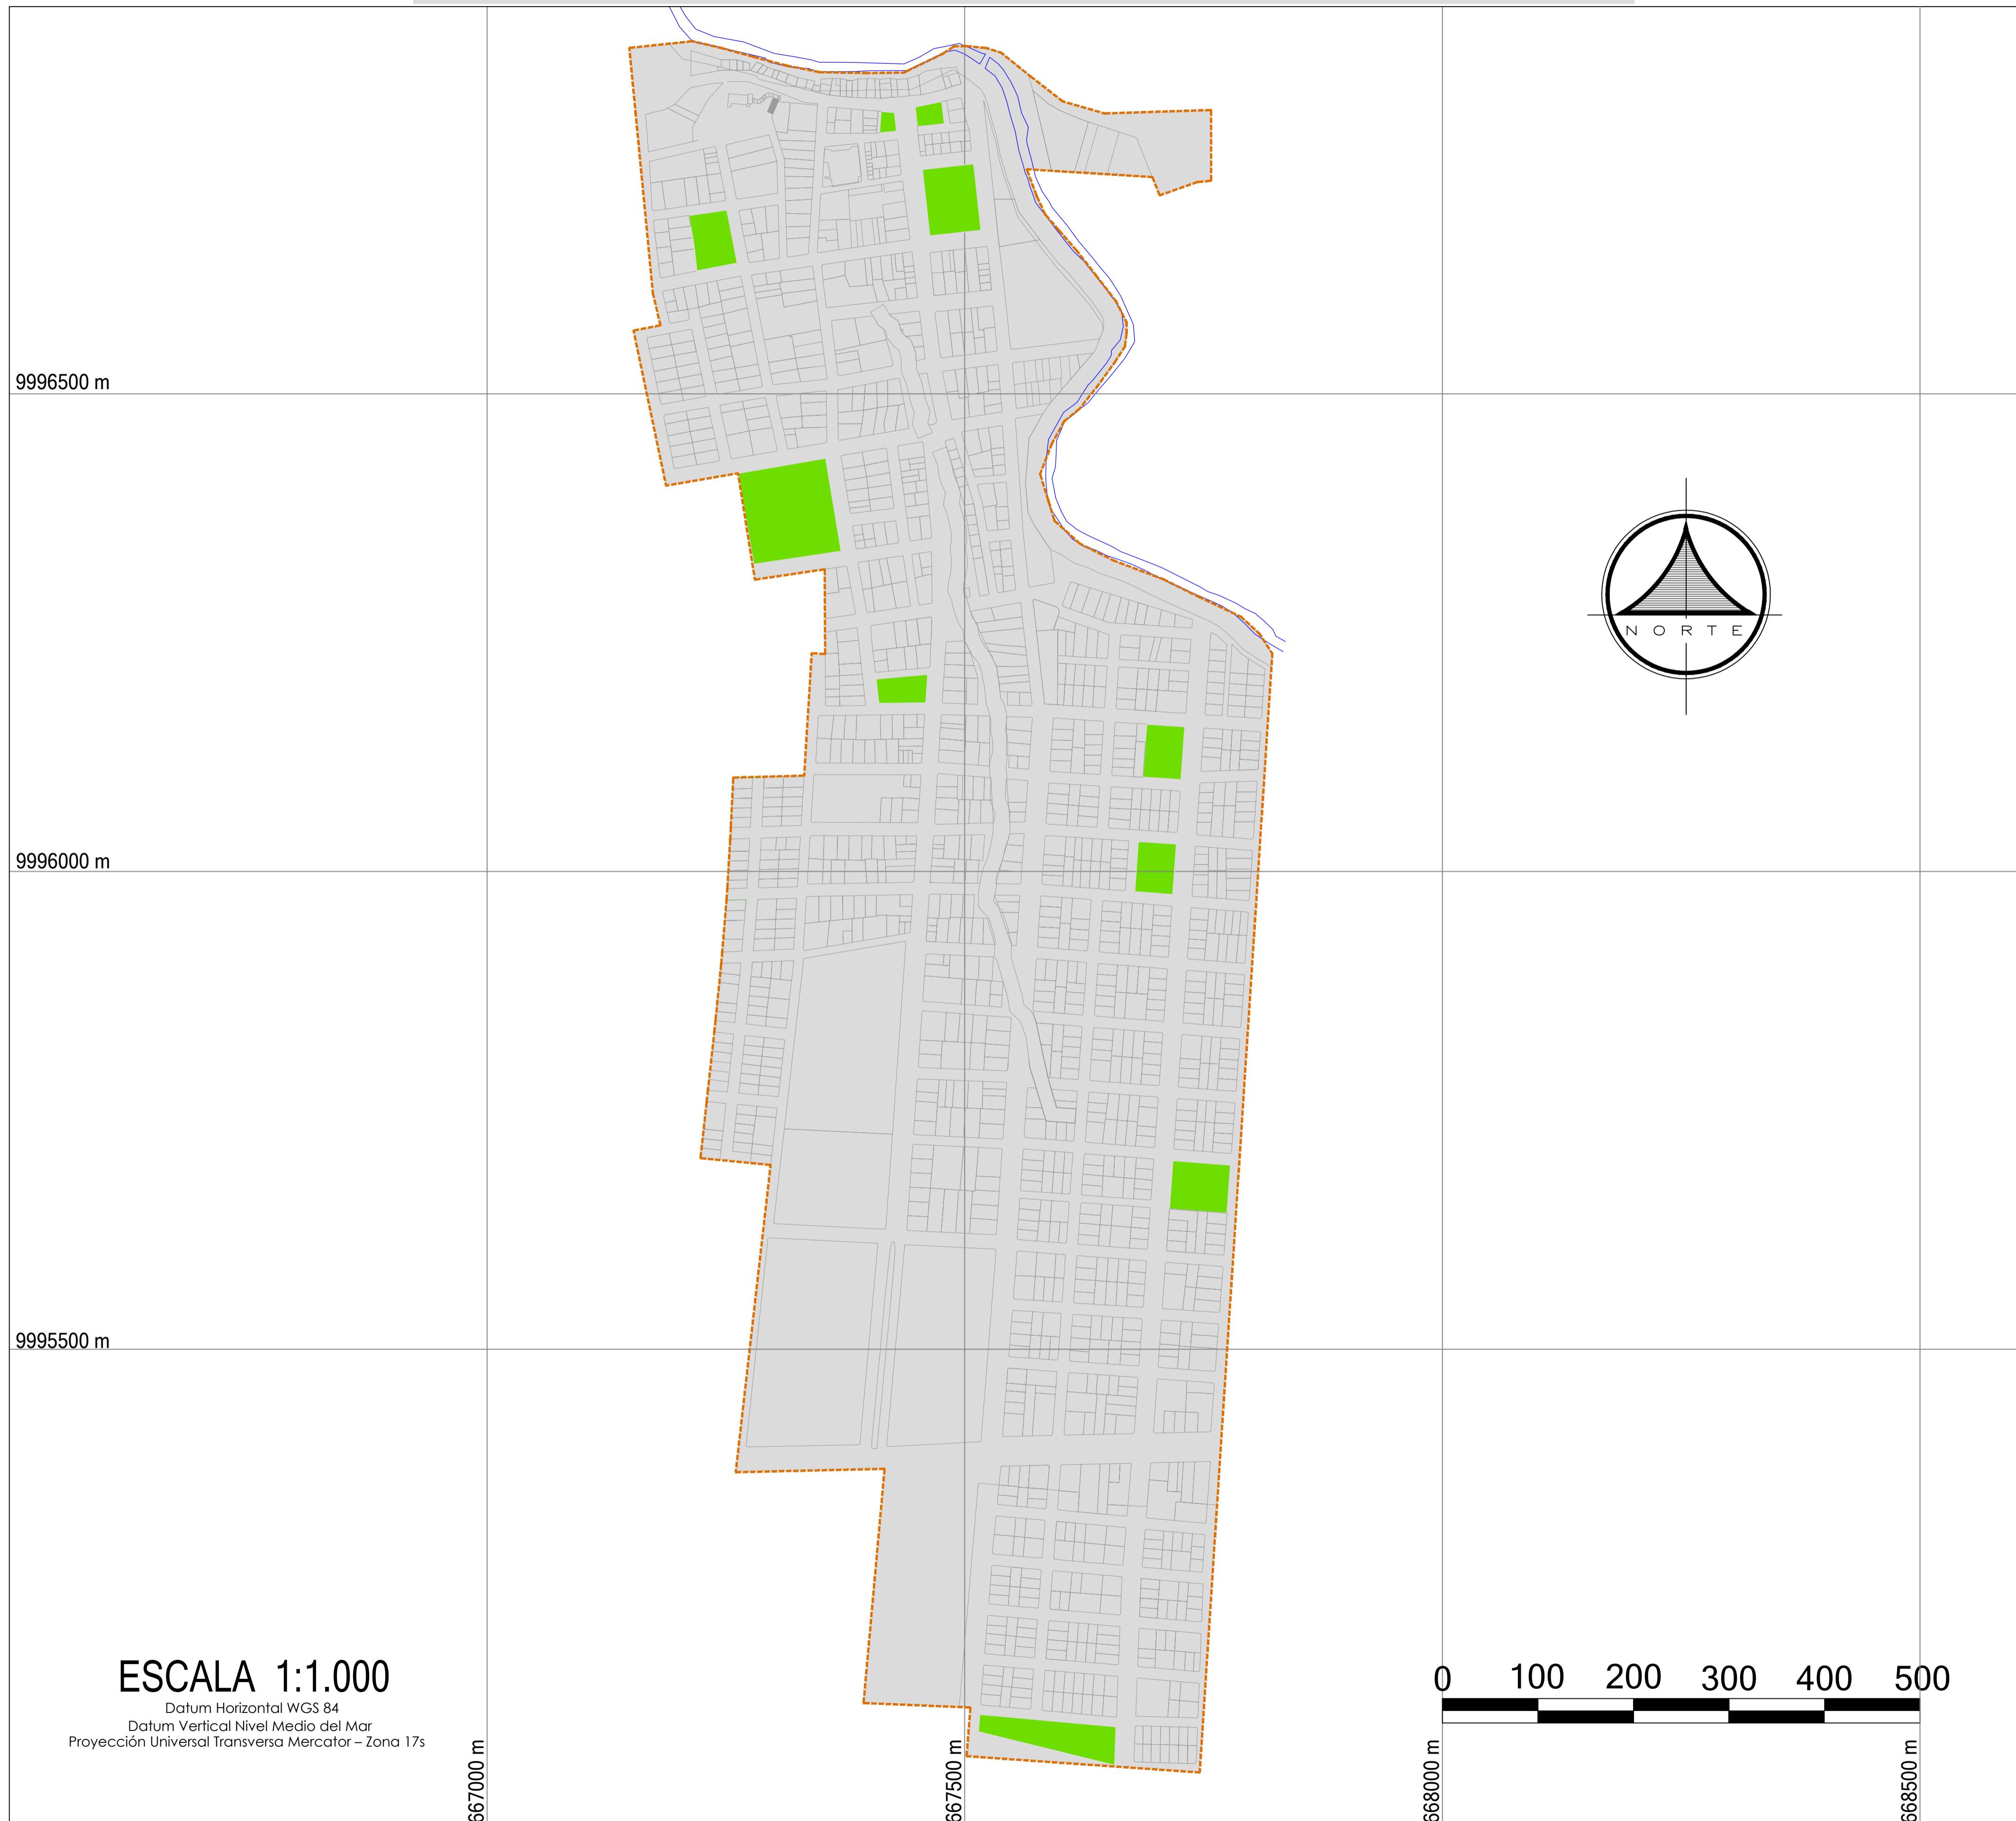 9996500 m
NORTE
9996000 m
9995500 m
ESCALA 1:1.000
Datum Horizontal WGS 84
Datum Vertical Nivel Medio del Mar
Proyección Universal Transversa Mercator – Zona 17s
0 100 200 300 400 500
667000 m
667500 m
668000 m
668500 m